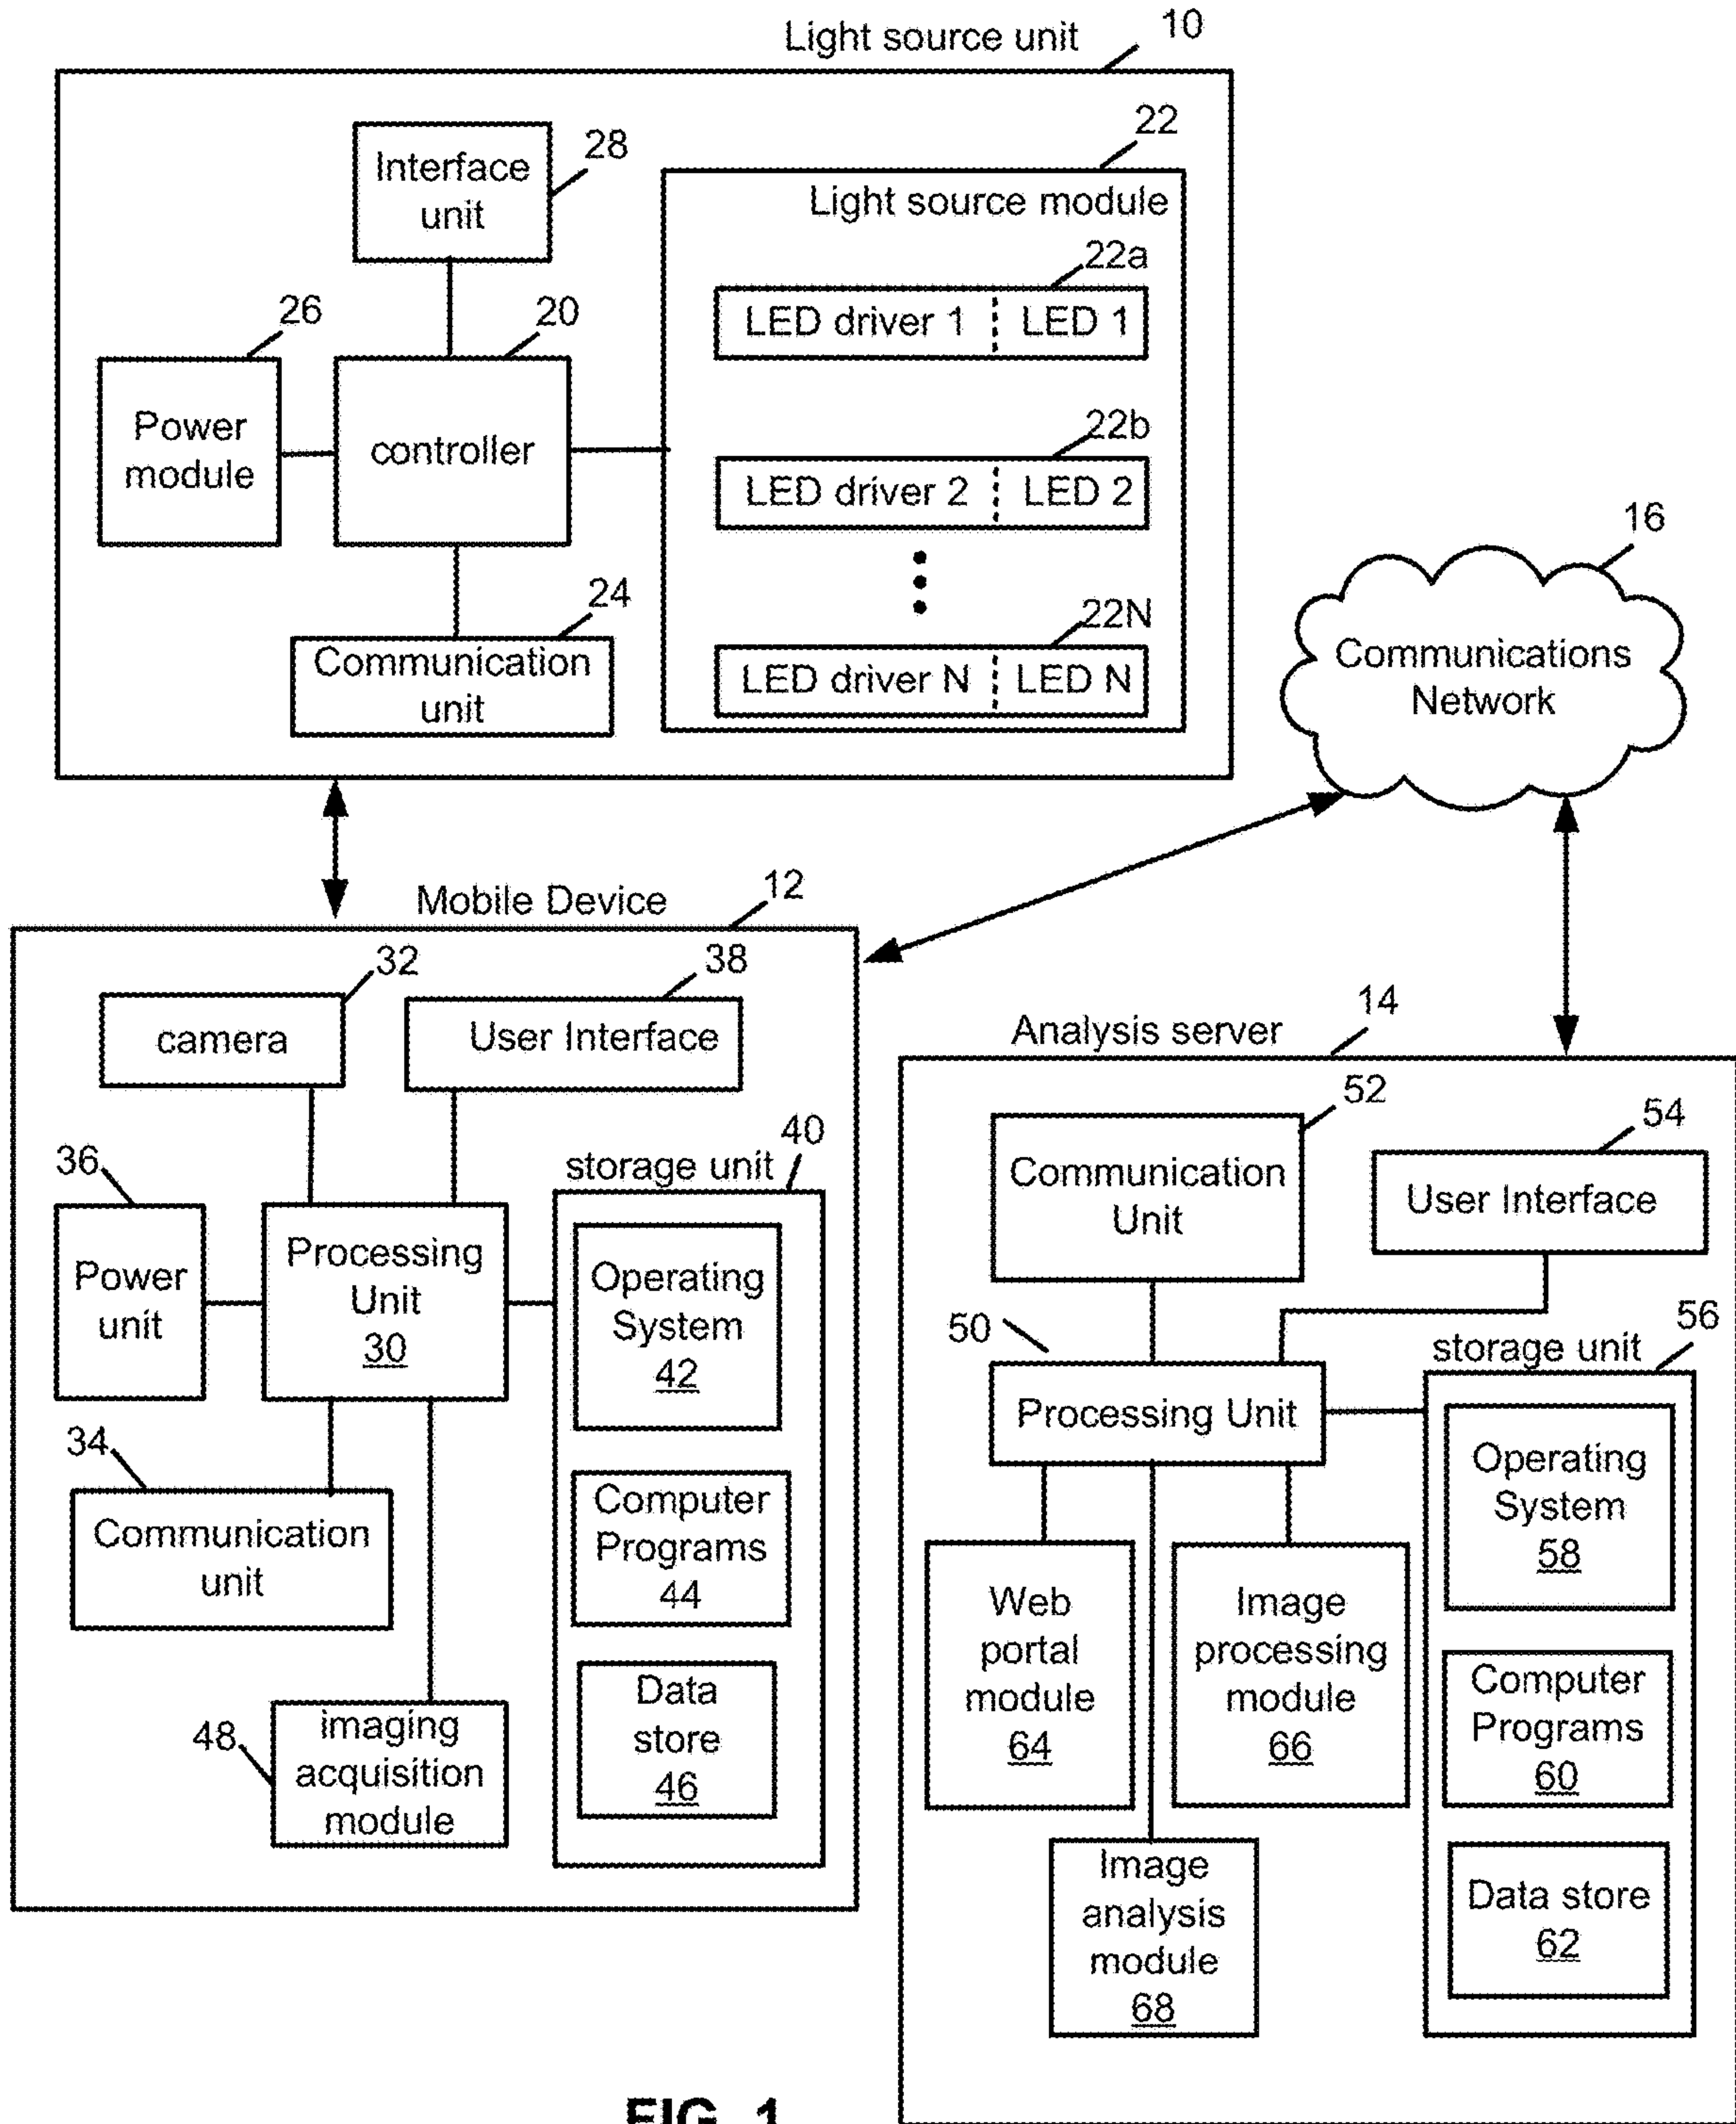 Light source unit
10
Interface
unit
28
22
Light source module
22a
LED driver 1
LED 1
26
20
Power
module
controller
22b
LED driver 2
LED 2
24
Communication
unit
22N
LED driver N
LED N
16
Communications
Network
Mobile Device
12
32
camera
38
User Interface
36
Power
unit
Processing
Unit
30
storage unit
40
Operating
System
42
34
Communication
unit
Computer
Programs
44
48
imaging
acquisition
module
Data
store
46
Analysis server
14
52
Communication
Unit
54
User Interface
50
Processing Unit
storage unit
56
Operating
System
58
Web
portal
module
64
Image
processing
module
66
Computer
Programs
60
Image
analysis
module
68
Data store
62
FIG. 1